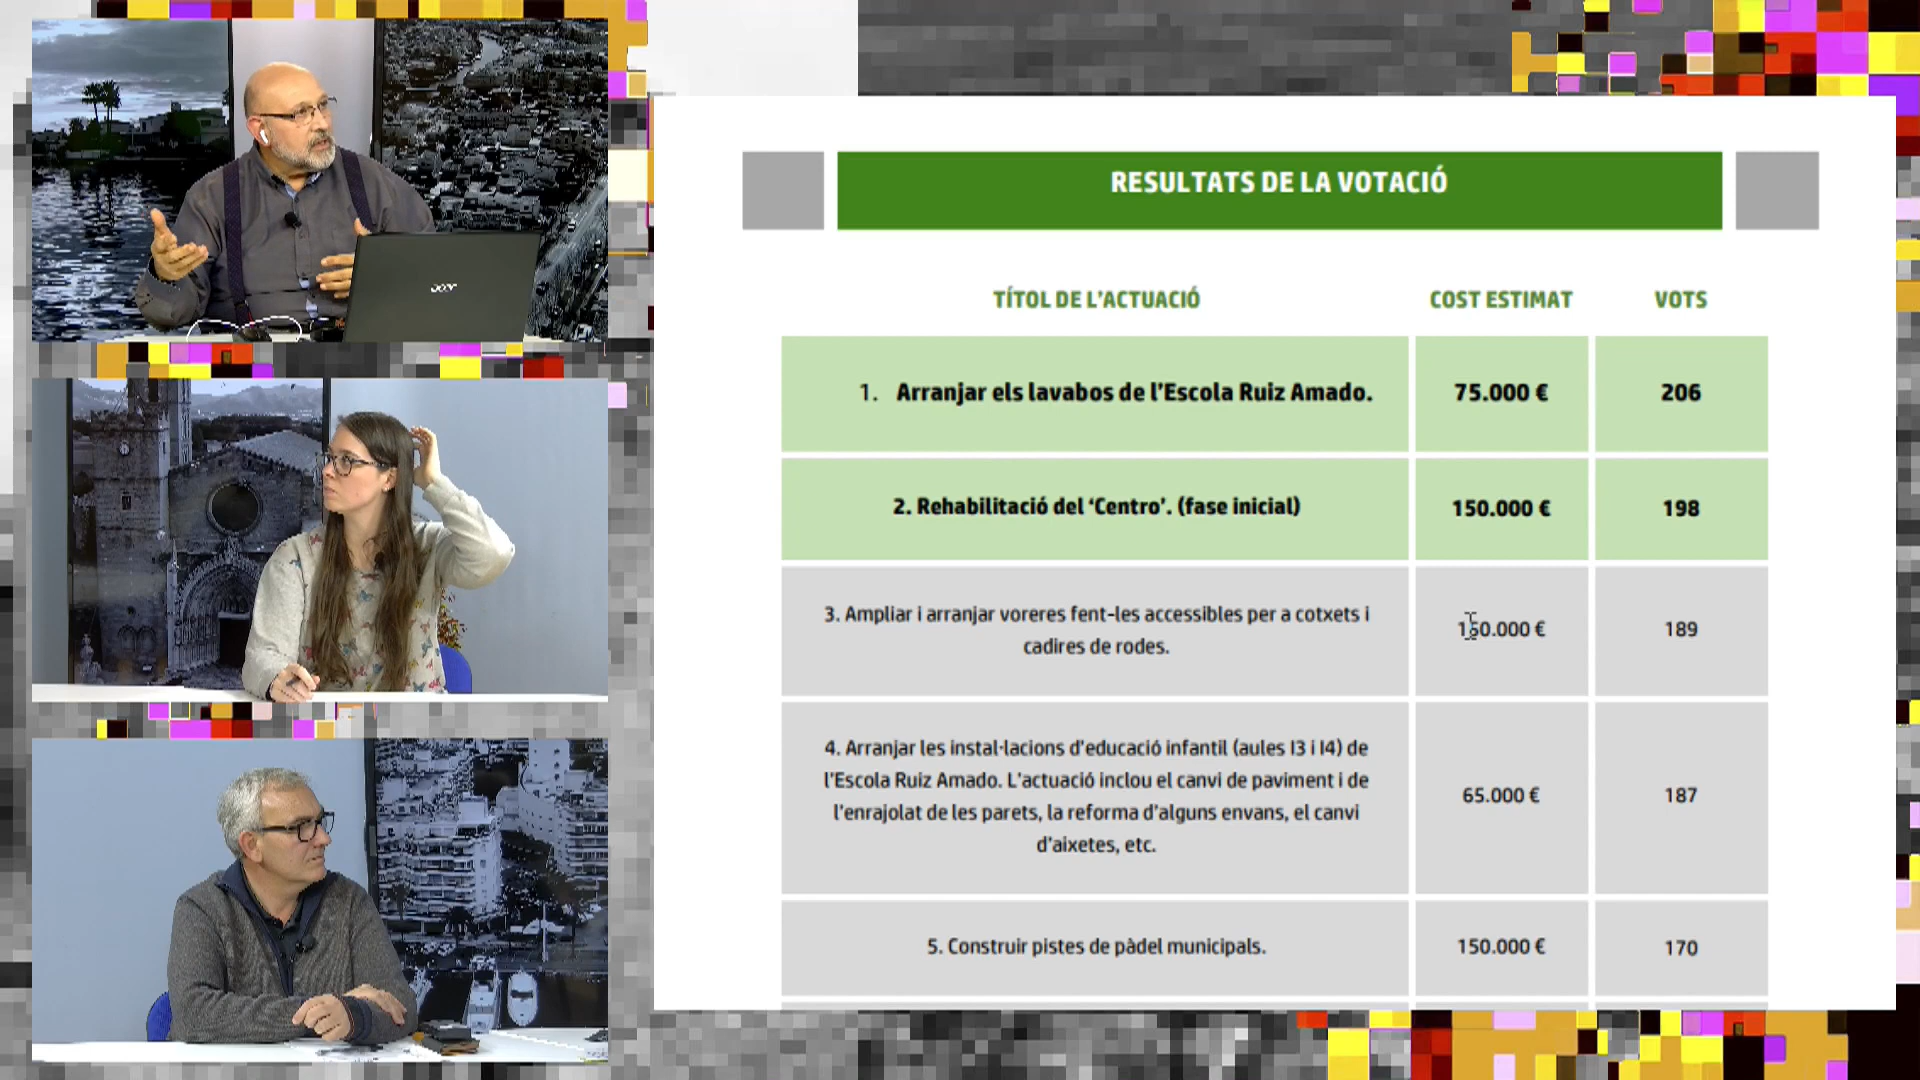 acer
RESULTATS DE LA VOTACIÓ
TÍTOL DE L'ACTUACIÓ COST ESTIMAT VOTS
1. Arranjar els lavabos de l'Escola Ruiz Amado. 75.000 € 206
2. Rehabilitació del ‘Centro’. (fase inicial) 150.000 € 198
3. Ampliar i arranjar voreres fent-les accessibles per a cotxets i
cadires de rodes.
150.000 € 189
4. Arranjar les instal·lacions d'educació infantil (aules I3 i I4) de
l'Escola Ruiz Amado. L'actuació inclou el canvi de paviment i de
l'enrajolat de les parets, la reforma d'alguns envans, el canvi
d'aixetes, etc.
65.000 € 187
5. Construir pistes de pàdel municipals. 150.000 € 170